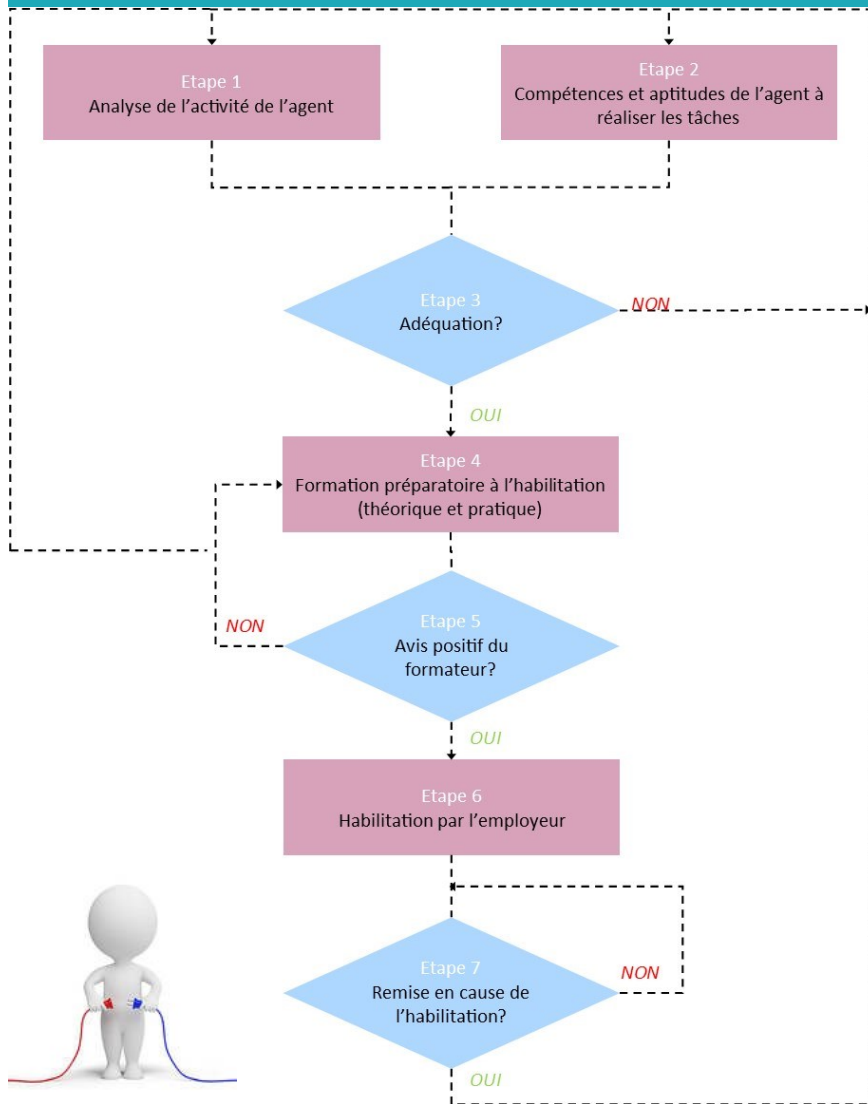 Etape 1
Analyse de l’activité de l’agent
Etape 2
Compétences et aptitudes de l’agent à
réaliser les tâches
Etape 3
Adéquation?
NON
OUI
Etape 4
Formation préparatoire à l’habilitation
(théorique et pratique)
Etape 5
Avis positif du
formateur?
NON
OUI
Etape 6
Habilitation par l’employeur
Etape 7
Remise en cause de
l’habilitation?
NON
OUI